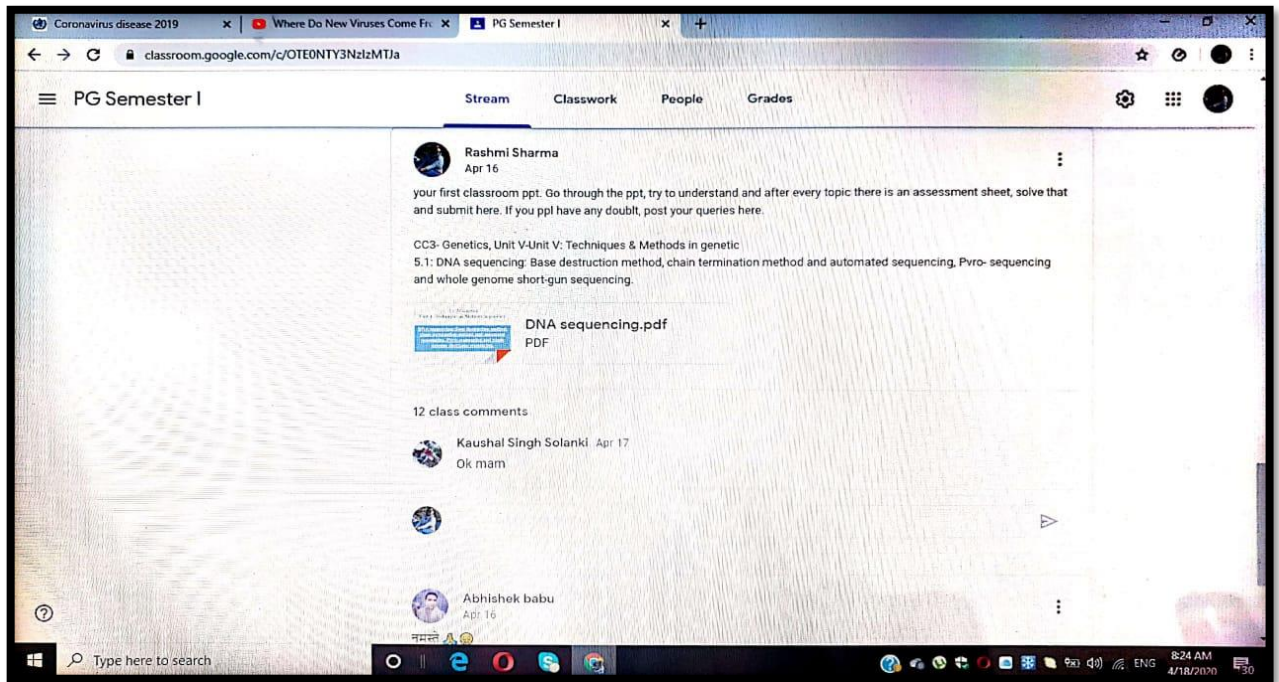 Coronavirus disease 2019
Where Do New Viruses Come Fr
PG Semester I
classroom.google.com/c/OTE0NTY3NzIzMTJa
PG Semester I
Stream Classwork People Grades
Rashmi Sharma
Apr 16
your first classroom ppt. Go through the ppt, try to understand and after every topic there is an assessment sheet, solve that
and submit here. If you ppl have any doublt, post your queries here.
CC3- Genetics, Unit V-Unit V: Techniques & Methods in genetic
5.1: DNA sequencing: Base destruction method, chain termination method and automated sequencing, Pvro- sequencing
and whole genome short-gun sequencing.
DNA sequencing.pdf
PDF
12 class comments
Kaushal Singh Solanki Apr 17
Ok mam
Abhishek babu
Apr 16
नमस्ते
Type here to search
ENG
8:24 AM
4/18/2020
30